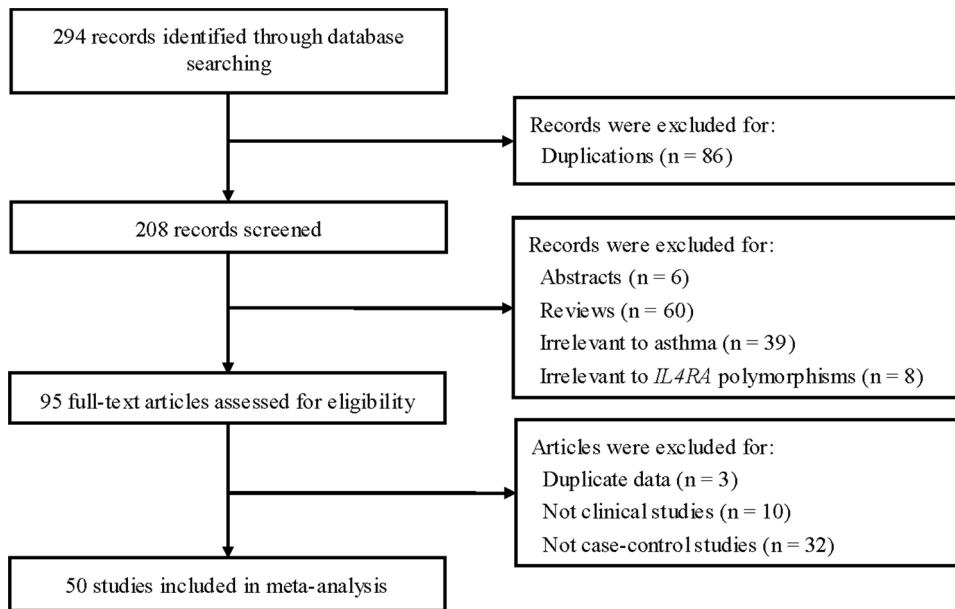 294 records identified through database
searching
Records were excluded for:
Duplications (n = 86)
208 records screened
Records were excluded for:
Abstracts (n = 6)
Reviews (n = 60)
Irrelevant to asthma (n = 39)
Irrelevant to IL4RA polymorphisms (n = 8)
95 full-text articles assessed for eligibility
Articles were excluded for:
Duplicate data (n = 3)
Not clinical studies (n = 10)
Not case-control studies (n = 32)
50 studies included in meta-analysis